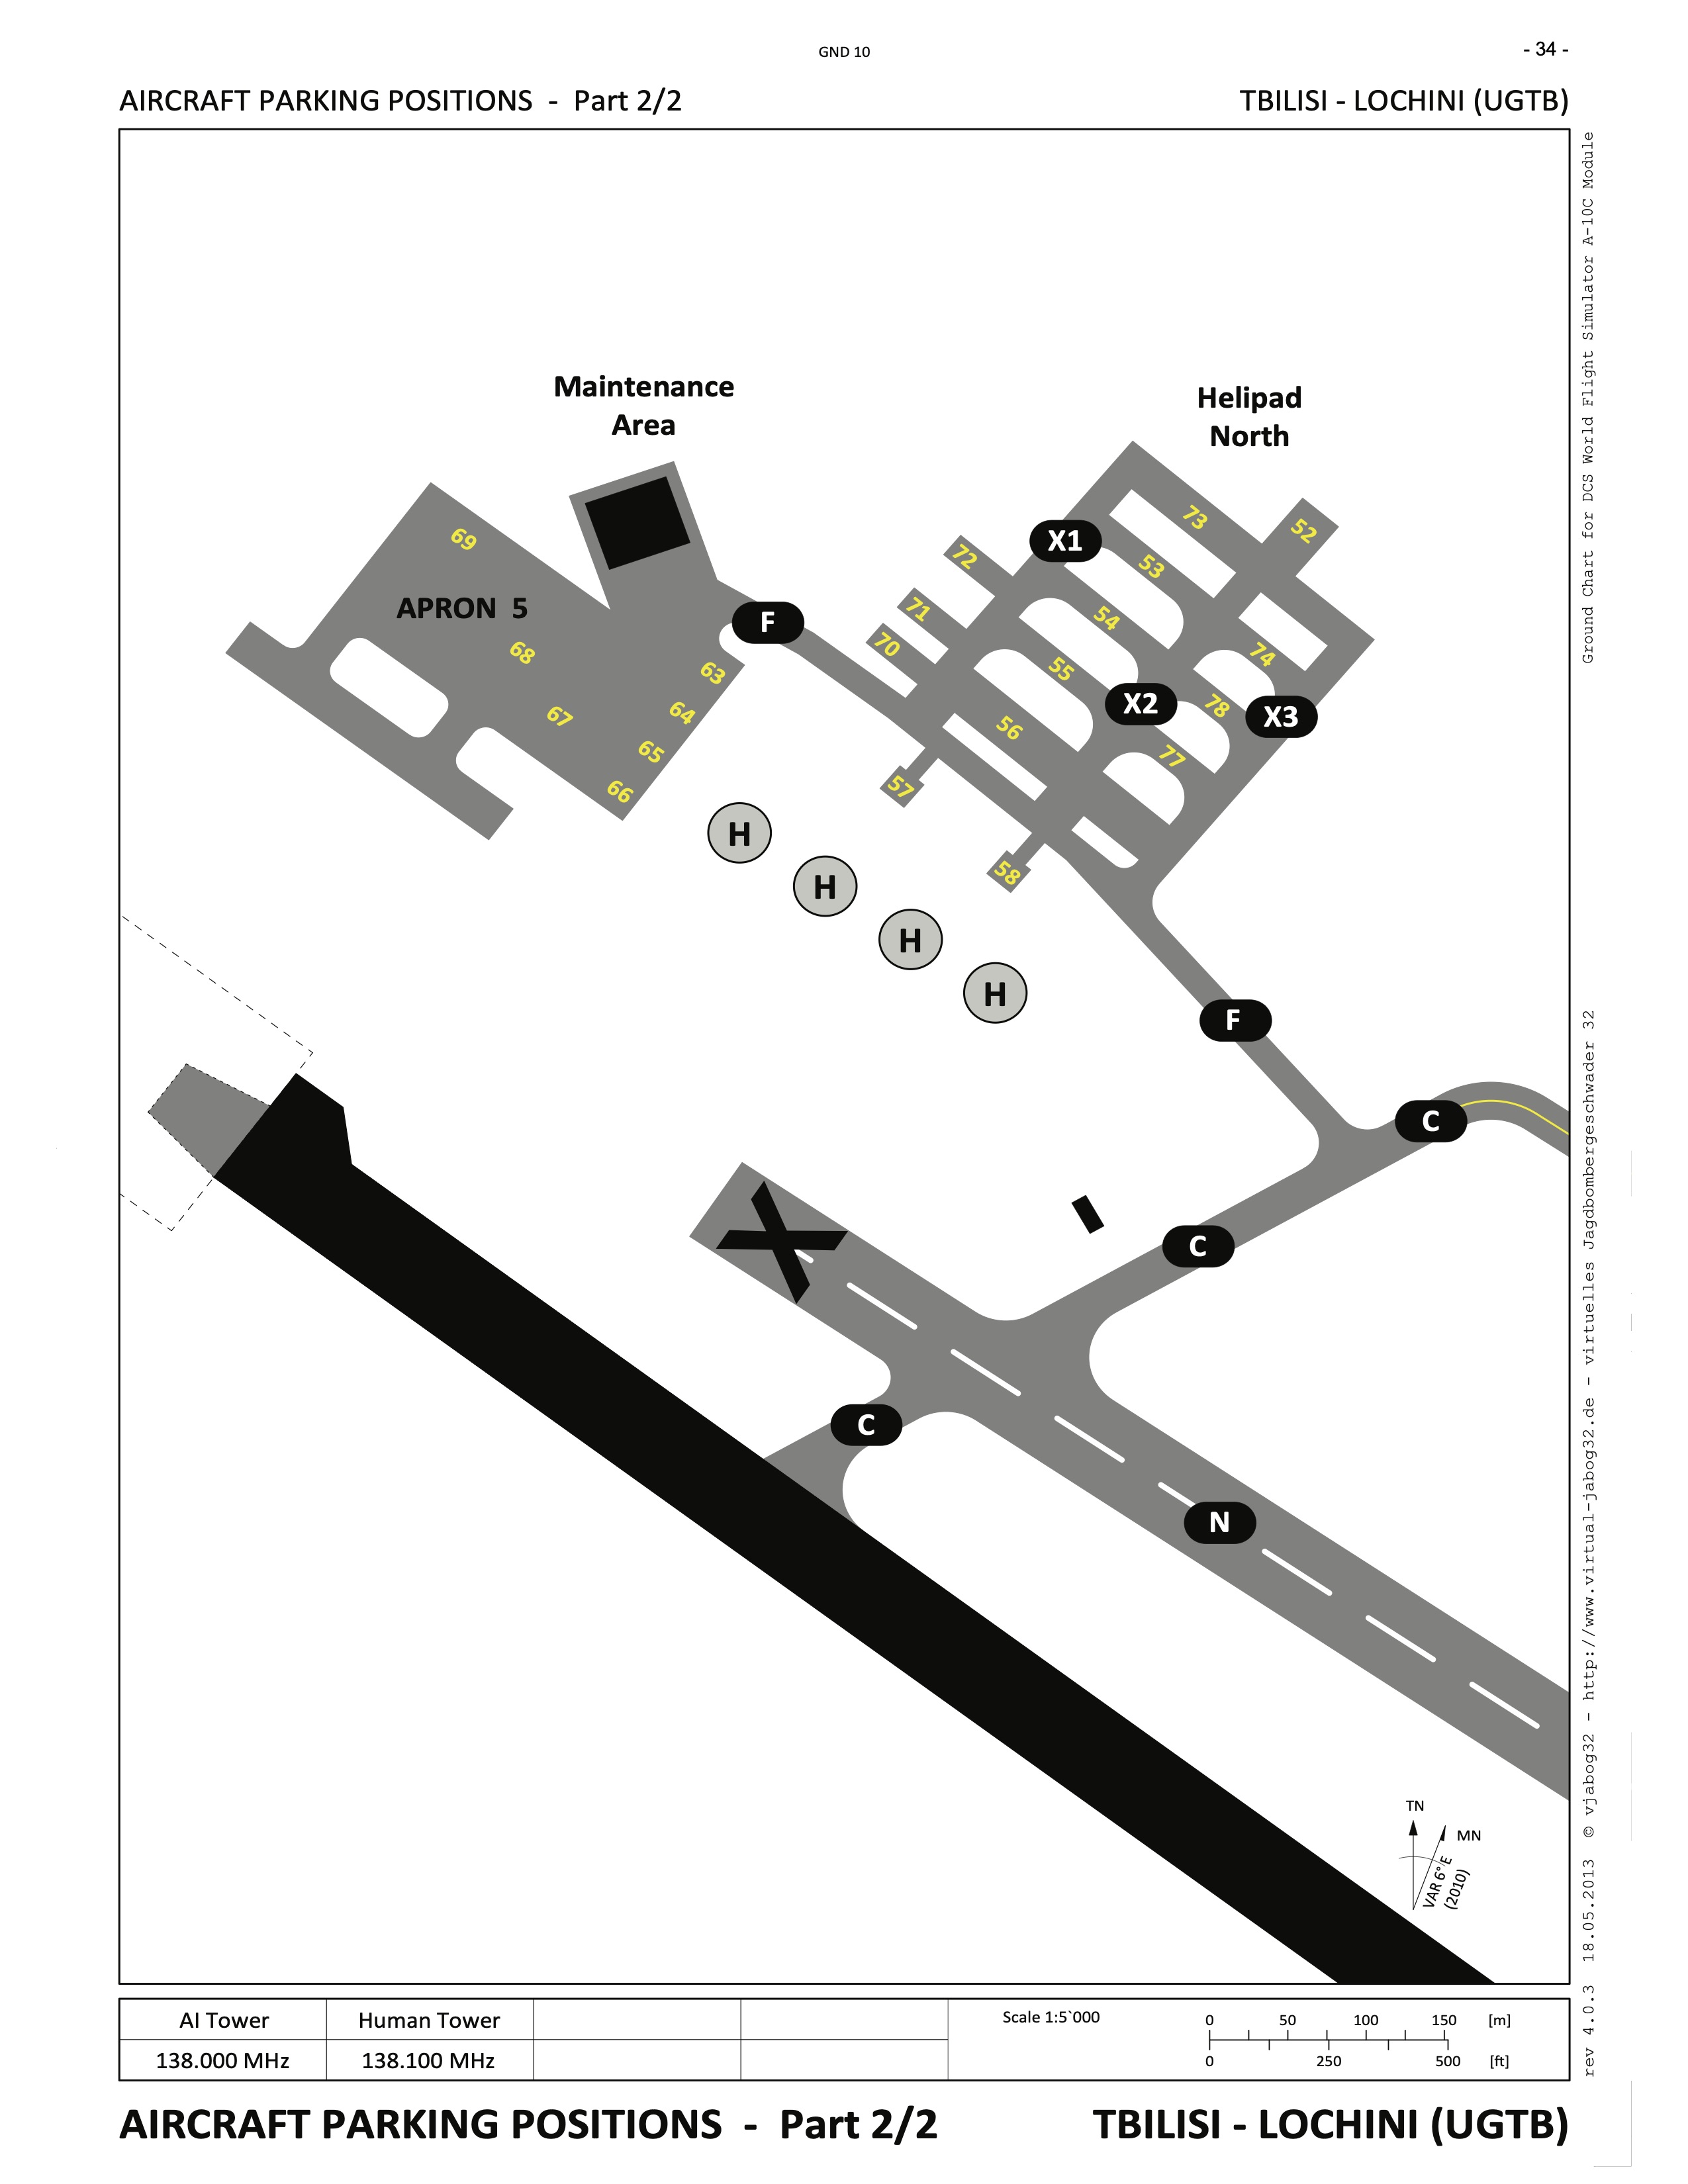 GND 10
- 34 -
AIRCRAFT PARKING POSITIONS - Part 2/2
TBILISI - LOCHINI (UGTB)
Maintenance
Area
Helipad
North
69
APRON 5
68
67
63
64
65
66
F
X1
73
52
72
53
71
54
70
74
55
X2
78
X3
56
77
57
58
H
H
H
H
F
C
C
C
N
TN
MN
VAR 6° E
(2010)
AI Tower
Human Tower
138.000 MHz
138.100 MHz
Scale 1:5`000
0 50 100 150 [m]
0 250 500 [ft]
AIRCRAFT PARKING POSITIONS - Part 2/2
TBILISI - LOCHINI (UGTB)
rev 4.0.3 18.05.2013 © vjabog32 - http://www.virtual-jabog32.de - virtuelles Jagdbombergeschwader 32
Ground Chart for DCS World Flight Simulator A-10C Module